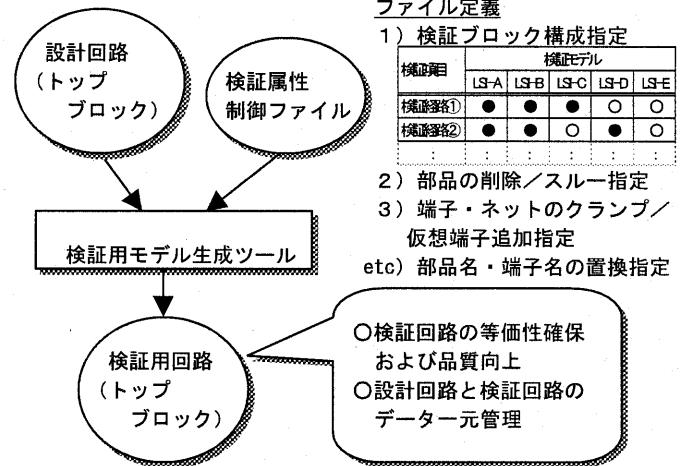 設計回路
（トップ
ブロック）
検証属性
制御ファイル
検証用モデル生成ツール
検証用回路
（トップ
ブロック）
ファイル定義
1）検証ブロック構成指定
検証項目
検証モデル
LSI-A LSI-B LSI-C LSI-D LSI-E
検証回路① ● ● ● ○ ○
検証回路② ● ● ○ ● ○
： ： ： ： ： ：
2）部品の削除／スルー指定
3）端子・ネットのクランプ／
仮想端子追加指定
etc）部品名・端子名の置換指定
○検証回路の等価性確保
および品質向上
○設計回路と検証回路の
データ一元管理